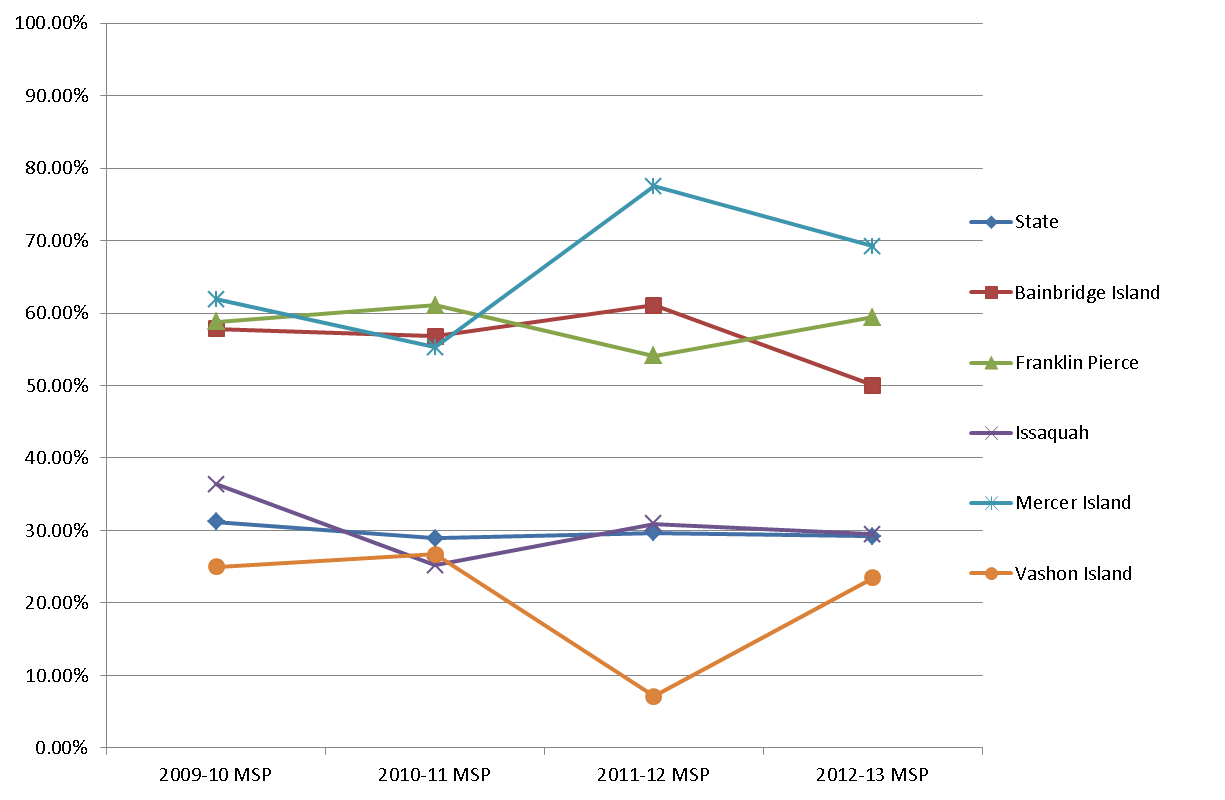 100.00%
90.00%
80.00%
70.00%
60.00%
50.00%
40.00%
30.00%
20.00%
10.00%
0.00%
2009-10 MSP
2010-11 MSP
2011-12 MSP
2012-13 MSP
State
Bainbridge Island
Franklin Pierce
Issaquah
Mercer Island
Vashon Island